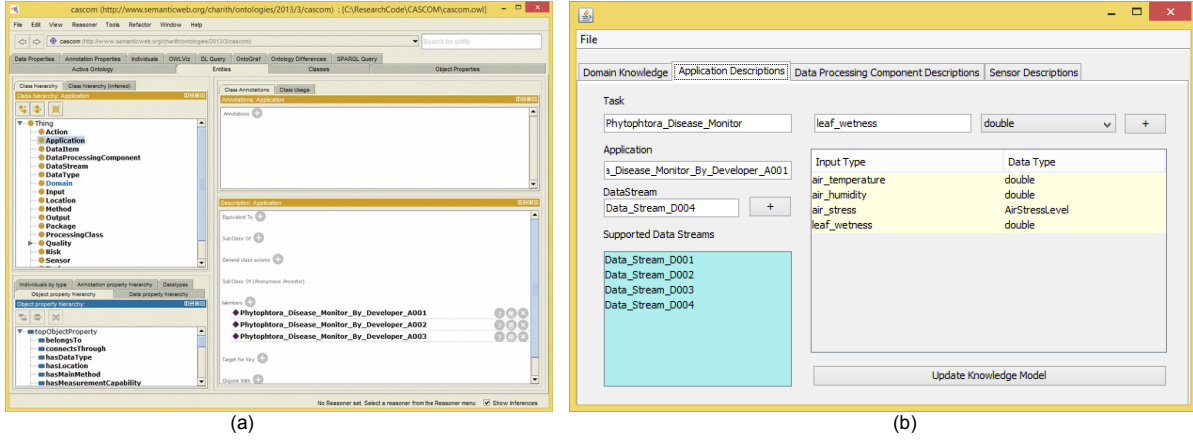 cascom (http://www.semanticweb.org/charith/ontologies/2013/3/cascom) : [C:\ResearchCode\CASCOM\cascom.owl]
File Edit View Reasoner Tools Refactor Window Help
cascom (http://www.semanticweb.org/charith/ontologies/2013/3/cascom)
Search for entity
Data Properties Annotation Properties Individuals OWLViz DL Query OntoGraf Ontology Differences SPARQL Query
Active Ontology Entities Classes Object Properties
Class hierarchy Class hierarchy (inferred)
Class hierarchy: Application
Thing
Action
Application
DataItem
DataProcessingComponent
DataStream
DataType
Domain
Input
Location
Method
Output
Package
ProcessingClass
Quality
Risk
Sensor
Individuals by type Annotation property hierarchy Datatypes
Object property hierarchy Data property hierarchy
Object property hierarchy:
topObjectProperty
belongsTo
connectsThrough
hasDataType
hasLocation
hasMainMethod
hasMeasurementCapability
Class Annotations Class Usage
Annotations: Application
Annotations
Description: Application
Equivalent To
SubClass Of
General class axioms
SubClass Of (Anonymous Ancestor)
Members
Phytophtora_Disease_Monitor_By_Developer_A001
Phytophtora_Disease_Monitor_By_Developer_A002
Phytophtora_Disease_Monitor_By_Developer_A003
Target for Key
Disjoint With
No Reasoner set. Select a reasoner from the Reasoner menu Show Inferences
(a)
File
Domain Knowledge Application Descriptions Data Processing Component Descriptions Sensor Descriptions
Task
Phytophtora_Disease_Monitor leaf_wetness double +
Application
a_Disease_Monitor_By_Developer_A001
DataStream
Data_Stream_D004 +
Supported Data Streams
Data_Stream_D001
Data_Stream_D002
Data_Stream_D003
Data_Stream_D004
Input Type Data Type
air_temperature double
air_humidity double
air_stress AirStressLevel
leaf_wetness double
Update Knowledge Model
(b)